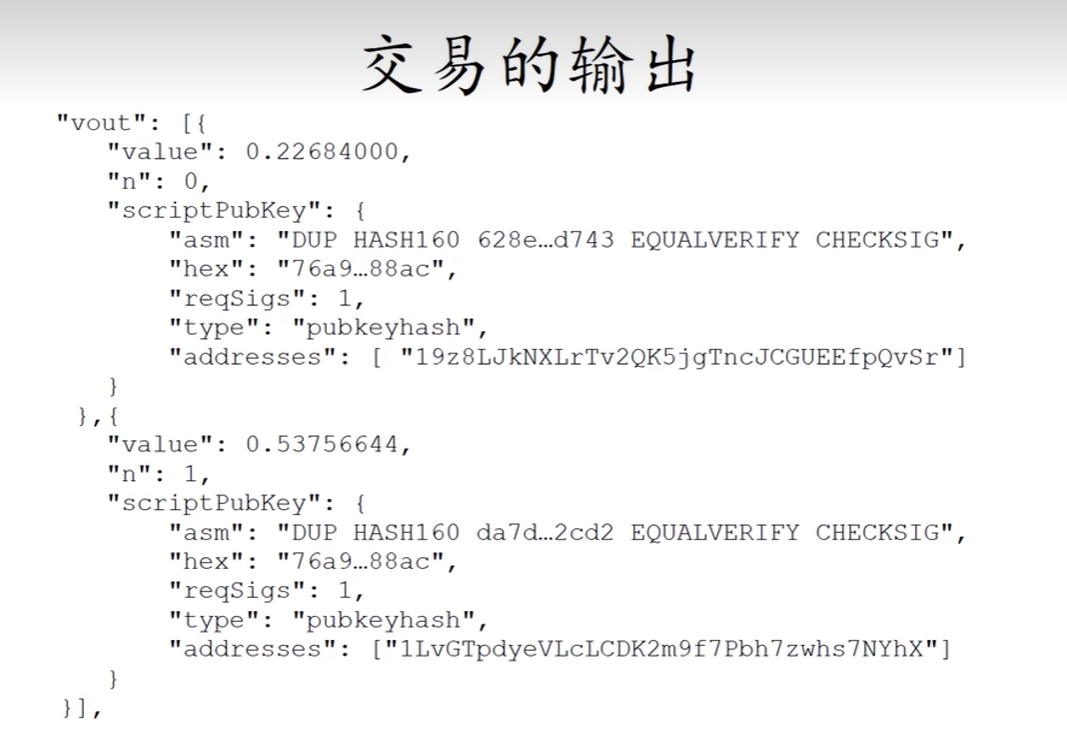 交易的输出
"vout": [{
"value": 0.22684000,
"n": 0,
"scriptPubKey": {
"asm": "DUP HASH160 628e…d743 EQUALVERIFY CHECKSIG",
"hex": "76a9…88ac",
"reqSigs": 1,
"type": "pubkeyhash",
"addresses": [ "19z8LJkNXLrTv2QK5jgTncJCGUEEfpQvSr"]
}
},{
"value": 0.53756644,
"n": 1,
"scriptPubKey": {
"asm": "DUP HASH160 da7d…2cd2 EQUALVERIFY CHECKSIG",
"hex": "76a9…88ac",
"reqSigs": 1,
"type": "pubkeyhash",
"addresses": ["1LvGTpdyeVLcLCDK2m9f7Pbh7zwhs7NYhX"]
}
}],